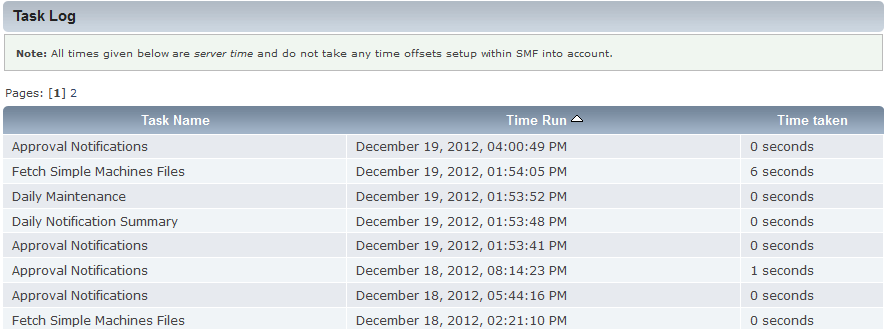 Task Log
Note: All times given below are server time and do not take any time offsets setup within SMF into account.
Pages: [1] 2
Task Name Time Run Time taken
Approval Notifications December 19, 2012, 04:00:49 PM 0 seconds
Fetch Simple Machines Files December 19, 2012, 01:54:05 PM 6 seconds
Daily Maintenance December 19, 2012, 01:53:52 PM 0 seconds
Daily Notification Summary December 19, 2012, 01:53:48 PM 0 seconds
Approval Notifications December 19, 2012, 01:53:41 PM 0 seconds
Approval Notifications December 18, 2012, 08:14:23 PM 1 seconds
Approval Notifications December 18, 2012, 05:44:16 PM 0 seconds
Fetch Simple Machines Files December 18, 2012, 02:21:10 PM 0 seconds